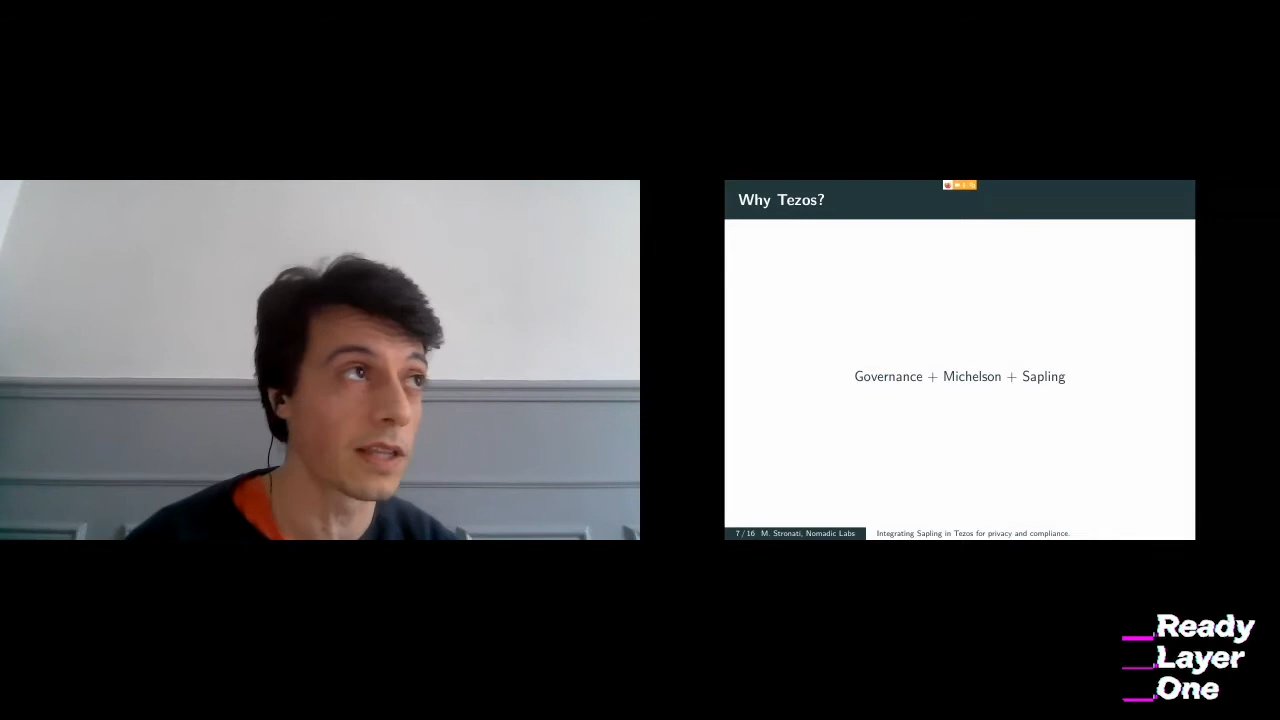 Why Tezos?
Governance + Michelson + Sapling
7 / 16 M. Stronati, Nomadic Labs
Integrating Sapling in Tezos for privacy and compliance.
Ready
Layer
One